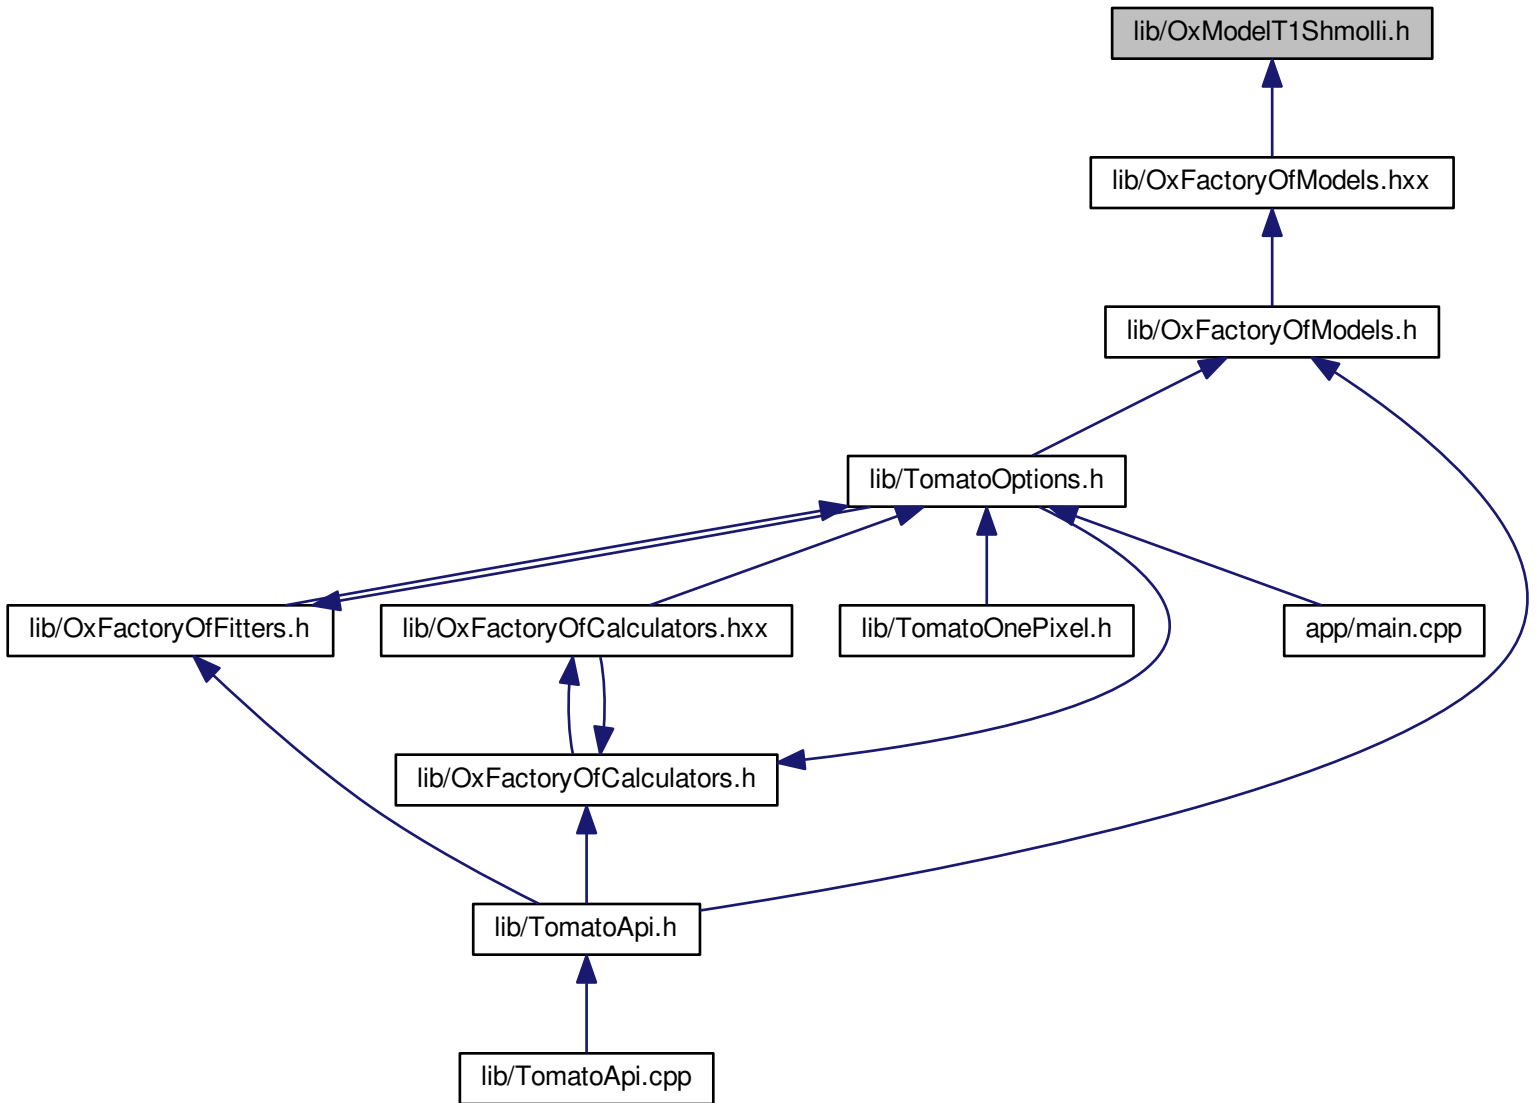 lib/OxModelT1Shmolli.h
lib/OxFactoryOfModels.hxx
lib/OxFactoryOfModels.h
lib/TomatoOptions.h
lib/OxFactoryOfFitters.h
lib/OxFactoryOfCalculators.hxx
lib/TomatoOnePixel.h
app/main.cpp
lib/OxFactoryOfCalculators.h
lib/TomatoApi.h
lib/TomatoApi.cpp